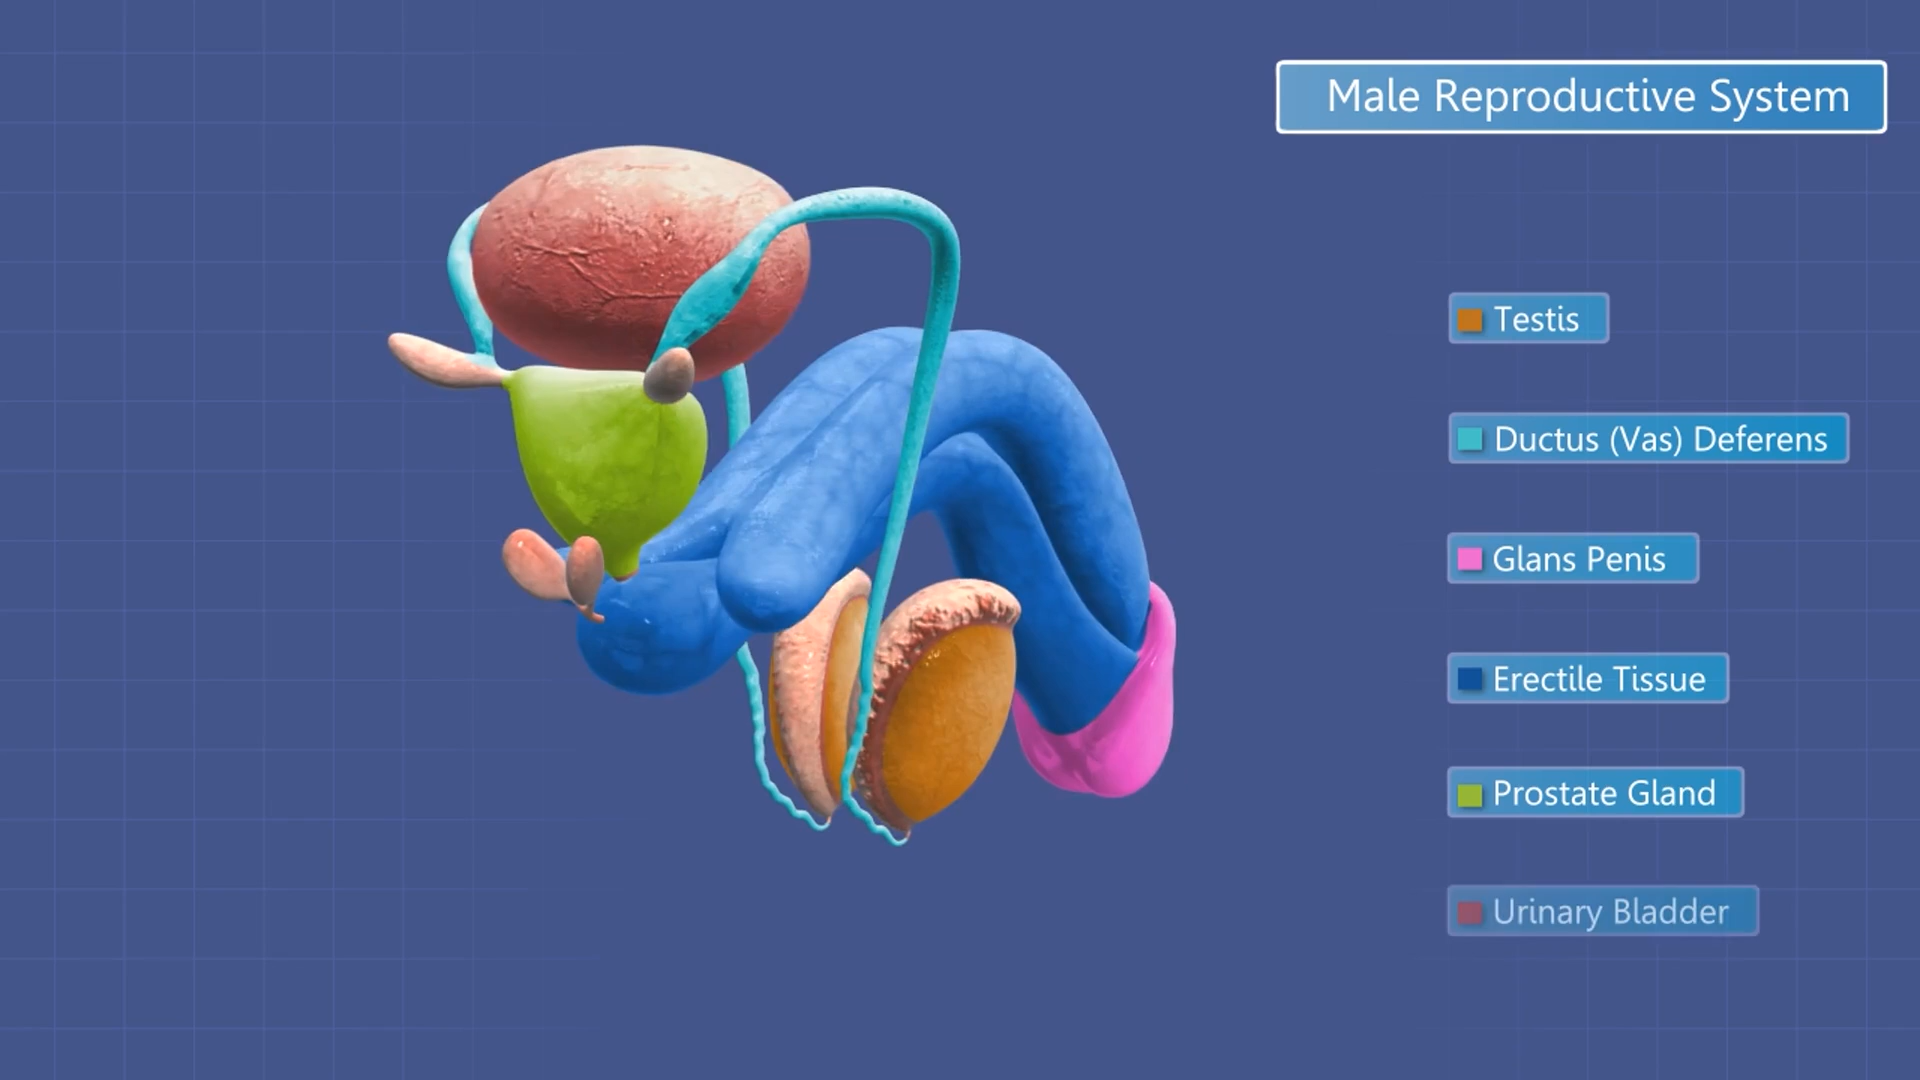 Male Reproductive System
Testis
Ductus (Vas) Deferens
Glans Penis
Erectile Tissue
Prostate Gland
Urinary Bladder